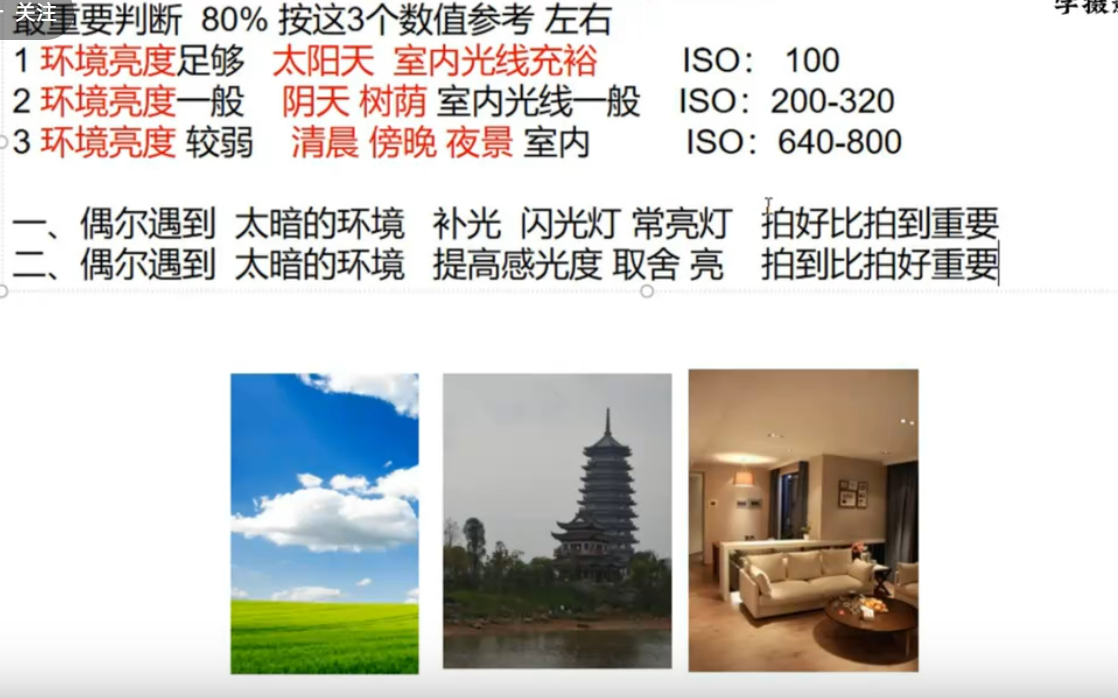 关注
最重要判断 80% 按这3个数值参考 左右
1 环境亮度足够 太阳天 室内光线充裕 ISO： 100
2 环境亮度一般 阴天 树荫 室内光线一般 ISO：200-320
3 环境亮度 较弱 清晨 傍晚 夜景 室内 ISO：640-800
一、偶尔遇到 太暗的环境 补光 闪光灯 常亮灯 拍好比拍到重要
二、偶尔遇到 太暗的环境 提高感光度 取舍 亮 拍到比拍好重要